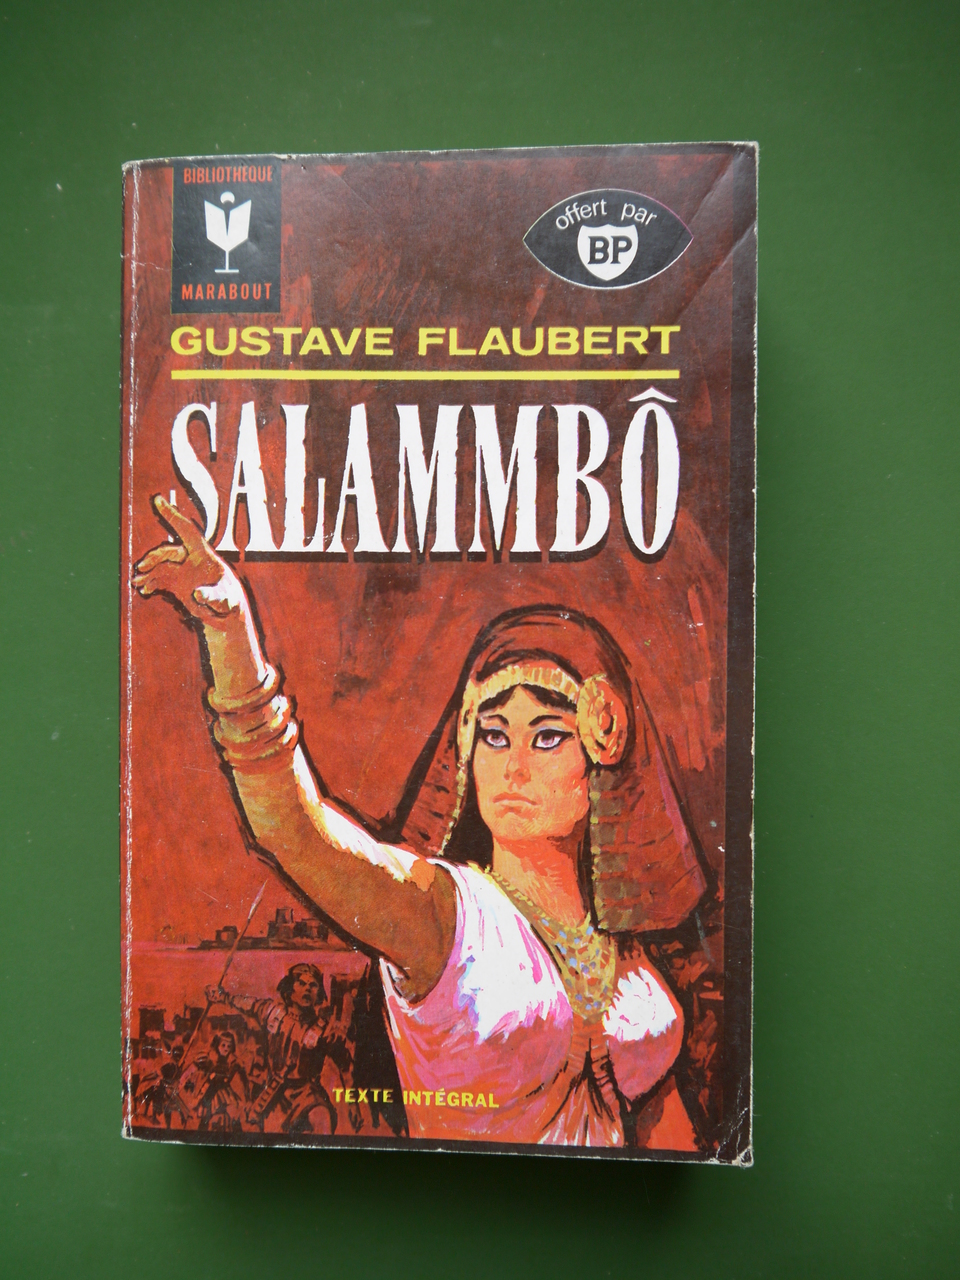 BIBLIOTHEQUE
MARABOUT
offert par
BP
GUSTAVE FLAUBERT
SALAMMBÔ
TEXTE INTÉGRAL